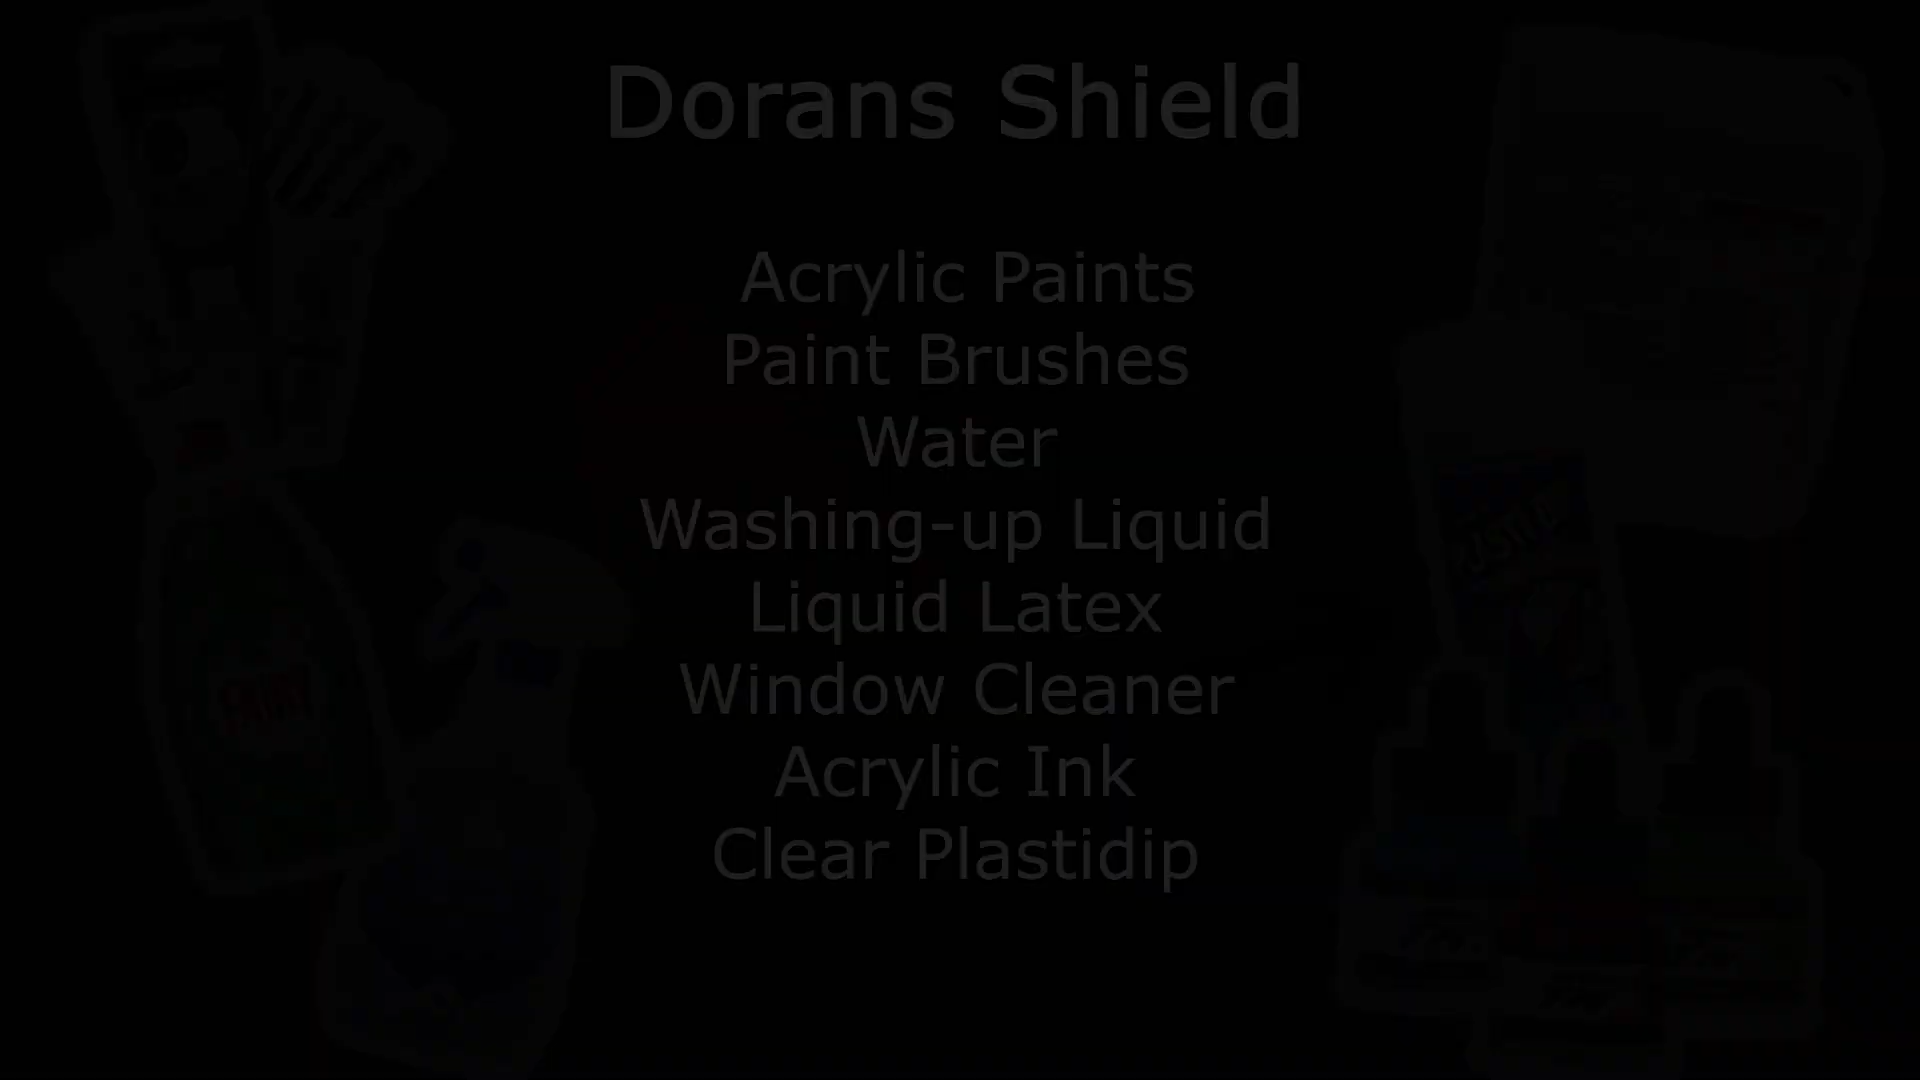 Dorans Shield
Acrylic Paints
Paint Brushes
Water
Washing-up Liquid
Liquid Latex
Window Cleaner
Acrylic Ink
Clear Plastidip